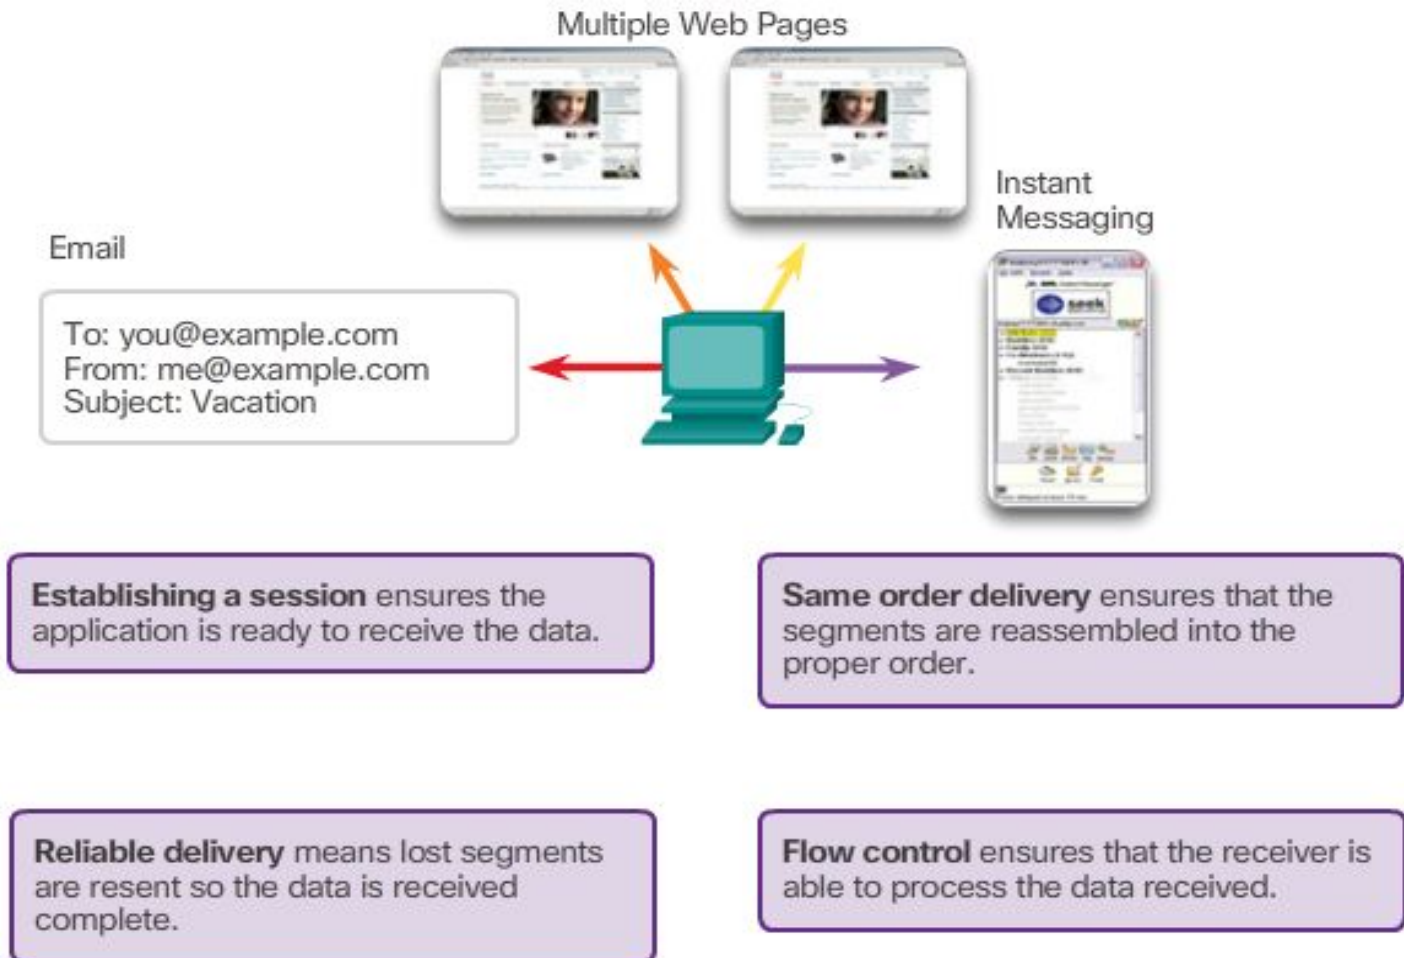 Multiple Web Pages
Instant
Messaging
Email
To: you@example.com
From: me@example.com
Subject: Vacation
seek
Establishing a session ensures the
application is ready to receive the data.
Same order delivery ensures that the
segments are reassembled into the
proper order.
Reliable delivery means lost segments
are resent so the data is received
complete.
Flow control ensures that the receiver is
able to process the data received.